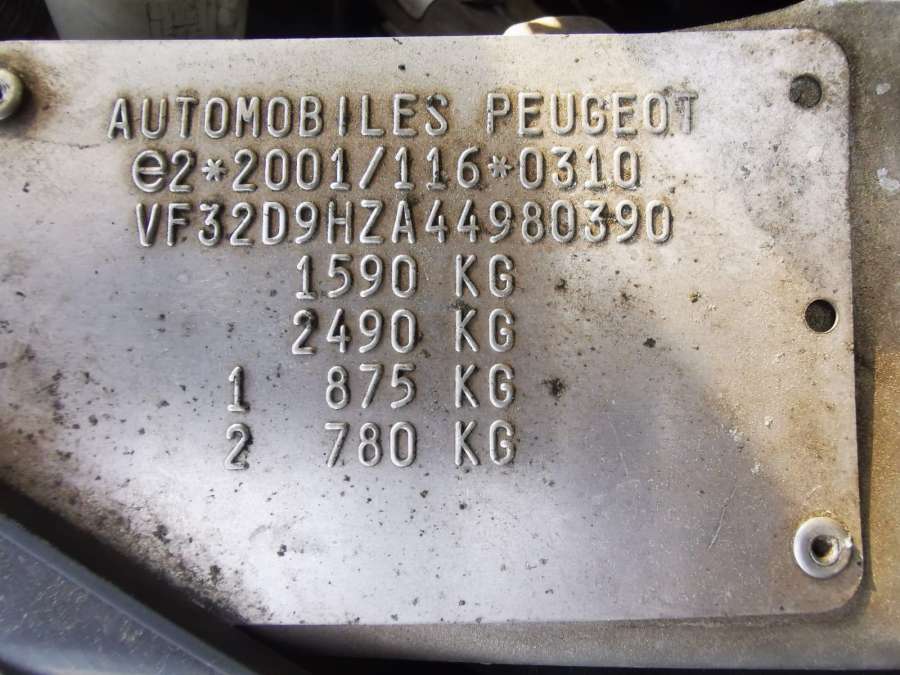 AUTOMOBILES PEUGEOT
e2*2001/116*0310
VF32D9HZA44980390
1590 KG
2490 KG
1 875 KG
2 780 KG